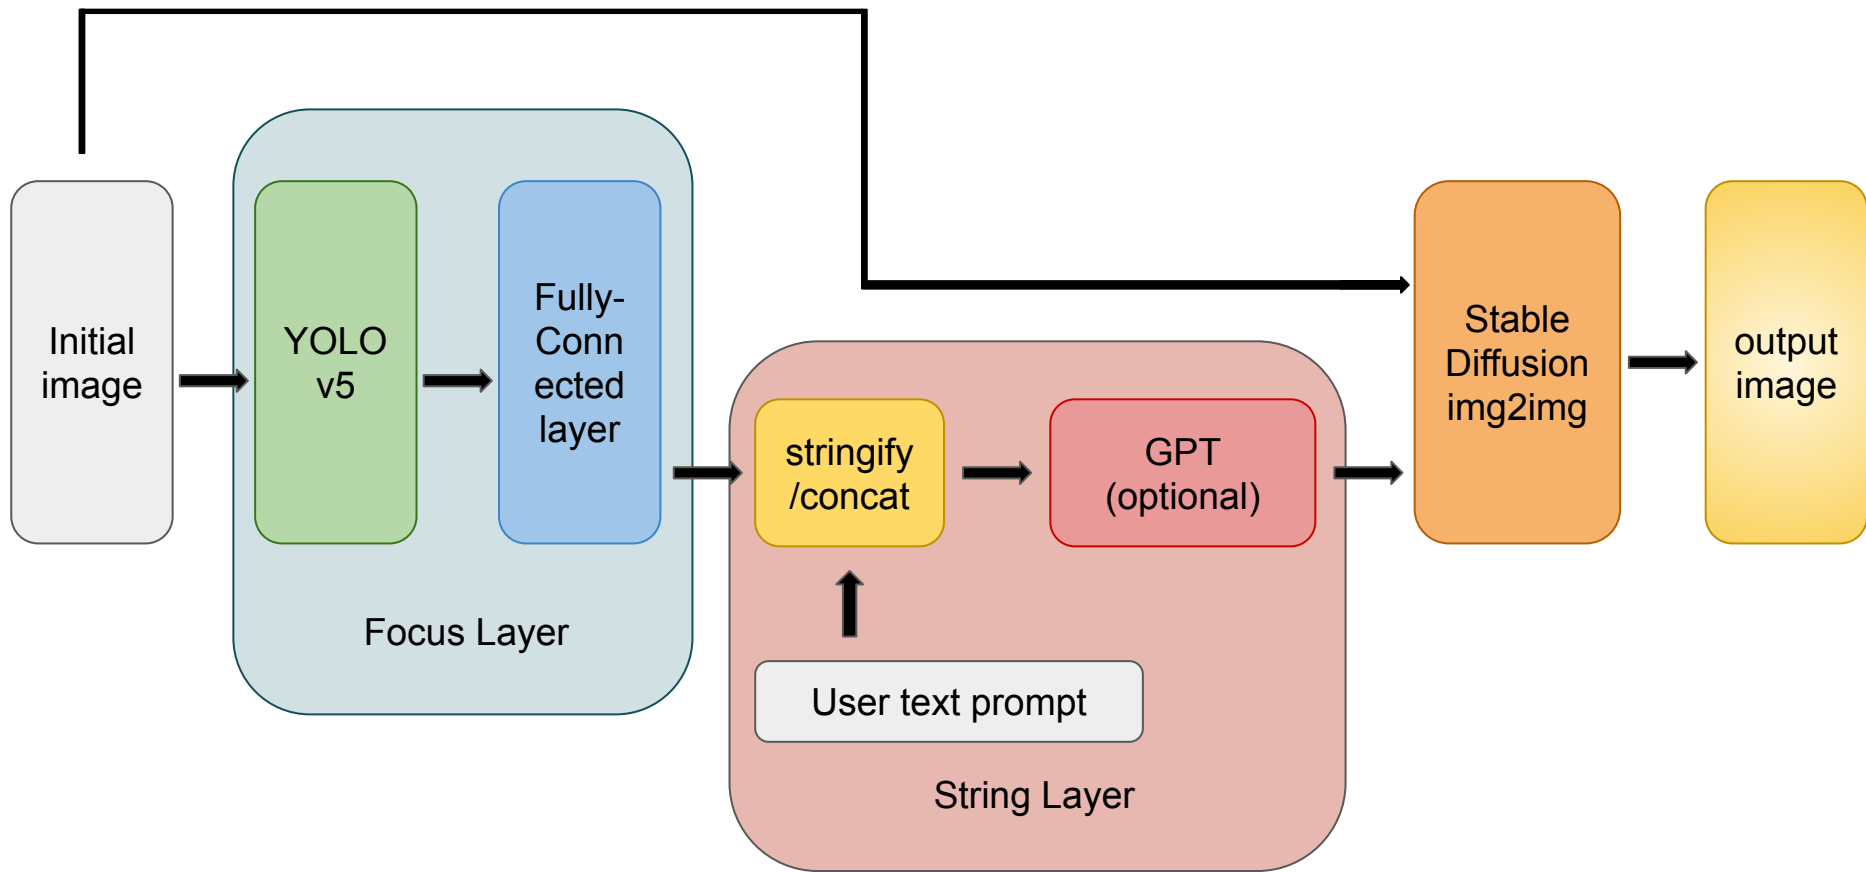 Initial
image
YOLO
v5
Fully-
Conn
ected
layer
Focus Layer
stringify
/concat
GPT
(optional)
User text prompt
String Layer
Stable
Diffusion
img2img
output
image